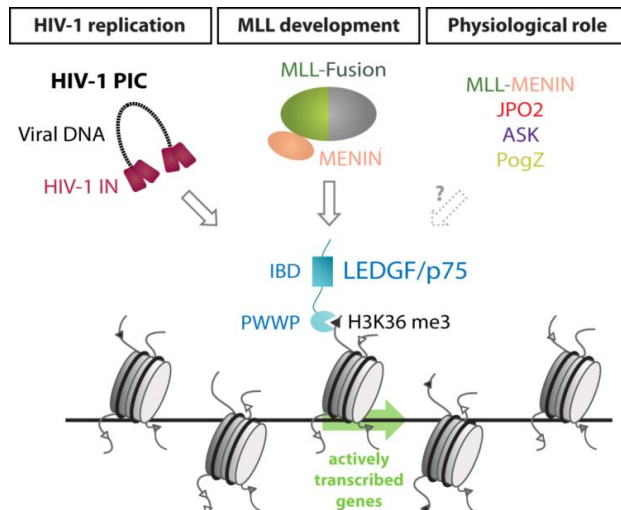 HIV-1 replication
MLL development
Physiological role
HIV-1 PIC
Viral DNA
HIV-1 IN
MLL-Fusion
MENIN
MLL-MENIN
JPO2
ASK
PogZ
?
IBD
LEDGF/p75
PWWP
H3K36 me3
actively
transcribed
genes